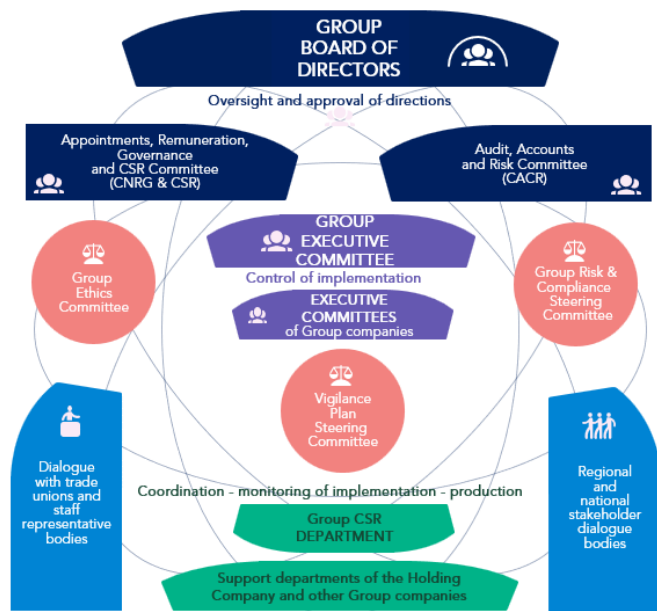 GROUP
BOARD OF
DIRECTORS
Oversight and approval of directions
Appointments, Remuneration,
Governance
and CSR Committee
(CNRG & CSR)
Audit, Accounts
and Risk Committee
(CACR)
GROUP
EXECUTIVE
COMMITTEE
Control of implementation
Group
Ethics
Committee
Group Risk &
Compliance
Steering
Committee
EXECUTIVE
COMMITTEES
of Group companies
Vigilance
Plan
Steering
Committee
Dialogue
with trade
unions and
staff
representative
bodies
Regional
and
national
stakeholder
dialogue
bodies
Coordination - monitoring of implementation - production
Group CSR
DEPARTMENT
Support departments of the Holding
Company and other Group companies